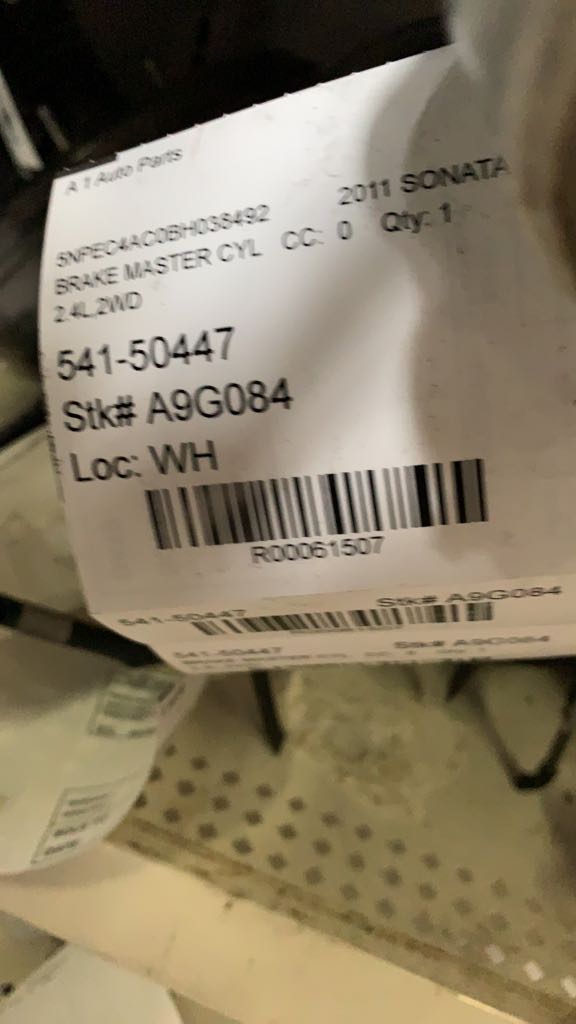 A 1 Auto Parts
5NPEC4AC0BH038492 2011 SONATA
BRAKE MASTER CYL CC: 0 Qty: 1
2.4L,2WD
541-50447
Stk# A9G084
Loc: WH
R00061507
541-50447 Stk# A9G084
541-50447 Stk# A9G084